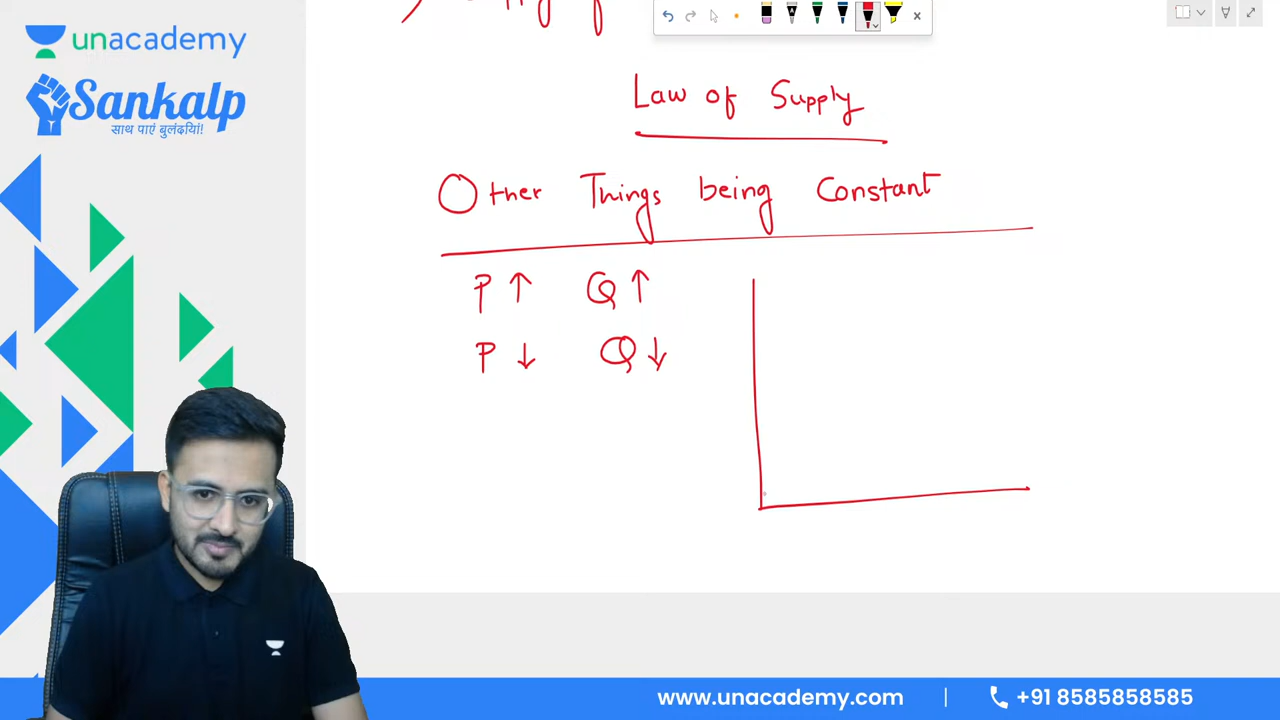 unacademy
Sankalp
साथ पाएं बुलंदियां!
Law of Supply
Other Things being Constant
P ↑ Q ↑
P ↓ Q ↓
www.unacademy.com | +91 8585858585